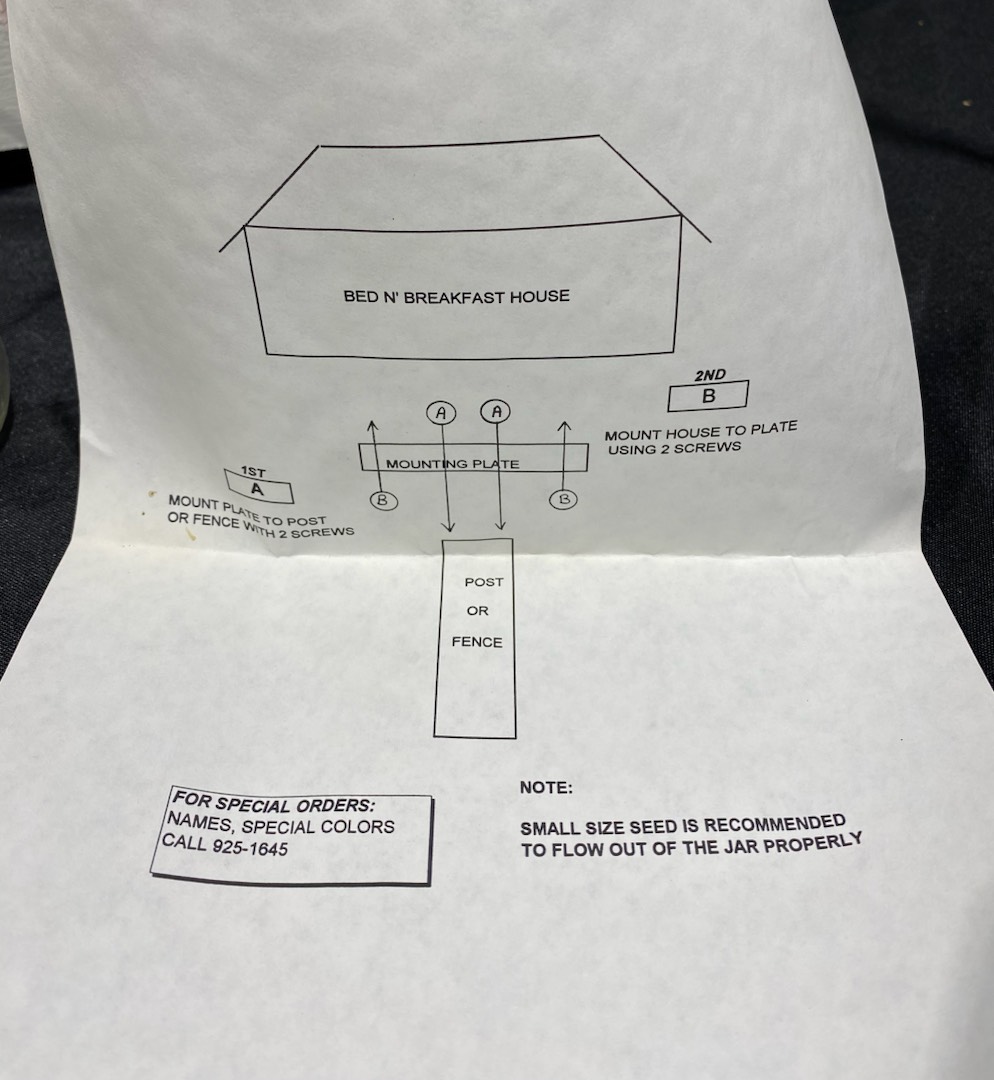 BED N' BREAKFAST HOUSE
2ND
B
MOUNT HOUSE TO PLATE
USING 2 SCREWS
A A
MOUNTING PLATE
B B
1ST
A
MOUNT PLATE TO POST
OR FENCE WITH 2 SCREWS
POST
OR
FENCE
FOR SPECIAL ORDERS:
NAMES, SPECIAL COLORS
CALL 925-1645
NOTE:
SMALL SIZE SEED IS RECOMMENDED
TO FLOW OUT OF THE JAR PROPERLY